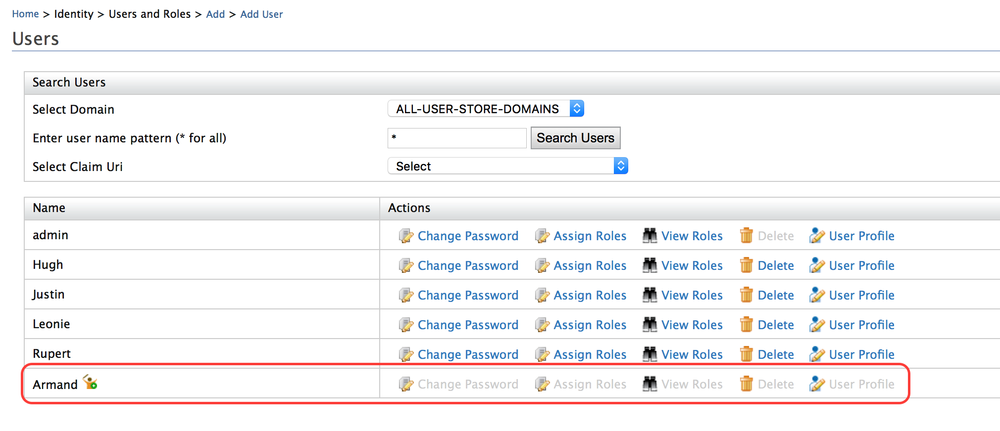 Home > Identity > Users and Roles > Add > Add User
Users
Search Users
Select Domain ALL-USER-STORE-DOMAINS
Enter user name pattern (* for all) * Search Users
Select Claim Uri Select
Name Actions
admin Change Password Assign Roles View Roles Delete User Profile
Hugh Change Password Assign Roles View Roles Delete User Profile
Justin Change Password Assign Roles View Roles Delete User Profile
Leonie Change Password Assign Roles View Roles Delete User Profile
Rupert Change Password Assign Roles View Roles Delete User Profile
Armand Change Password Assign Roles View Roles Delete User Profile